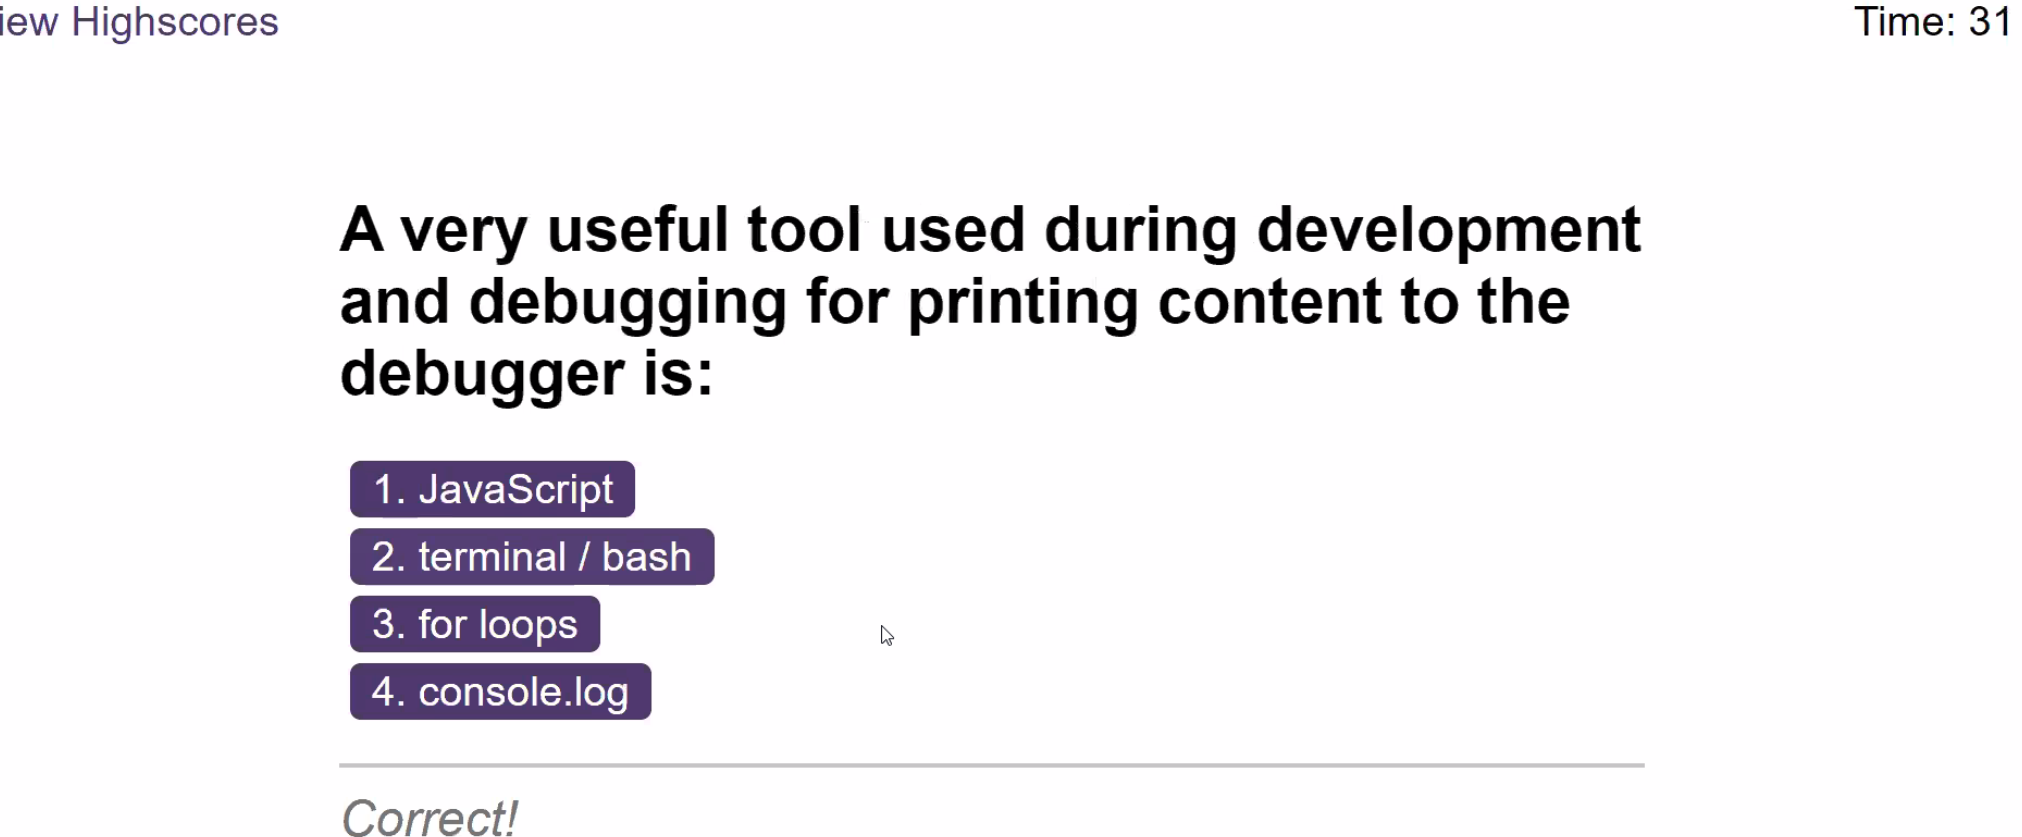 iew Highscores
Time: 31
A very useful tool used during development
and debugging for printing content to the
debugger is:
1. JavaScript
2. terminal / bash
3. for loops
4. console.log
Correct!